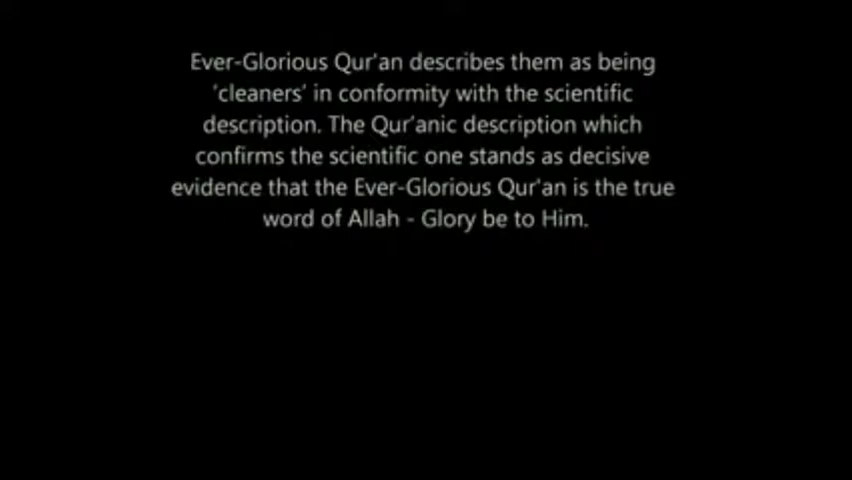 Ever-Glorious Qur'an describes them as being
'cleaners' in conformity with the scientific
description. The Qur'anic description which
confirms the scientific one stands as decisive
evidence that the Ever-Glorious Qur'an is the true
word of Allah - Glory be to Him.